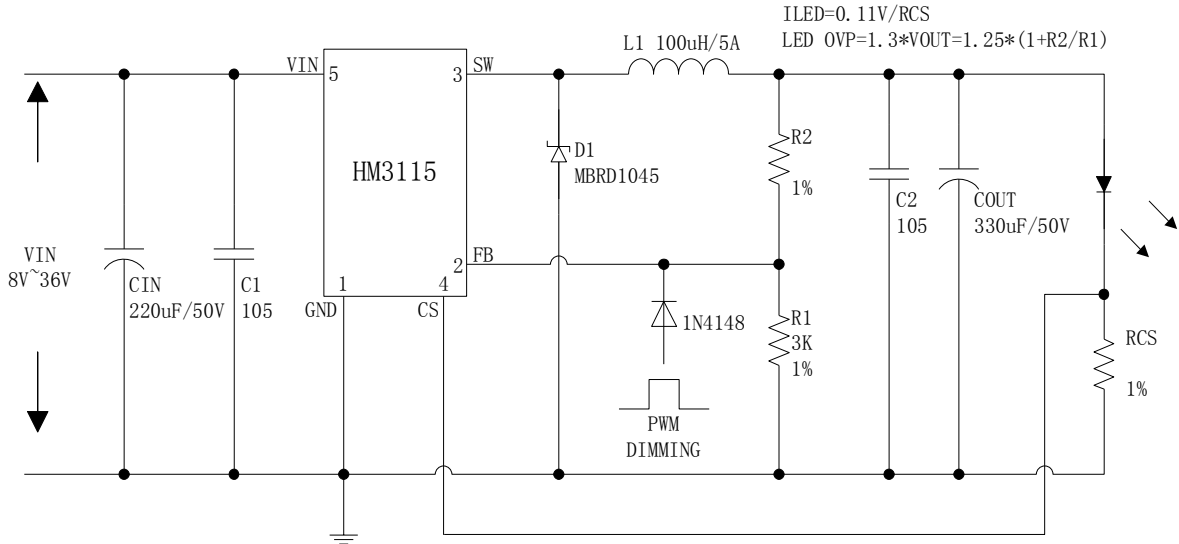 ILED=0.11V/RCS
LED OVP=1.3*VOUT=1.25*(1+R2/R1)
L1 100uH/5A
VIN
5
3
SW
HM3115
D1
MBRD1045
R2
1%
C2
105
COUT
330uF/50V
VIN
8V~36V
CIN
220uF/50V
C1
105
2
FB
1
4
GND
CS
1N4148
R1
3K
1%
RCS
1%
PWM
DIMMING